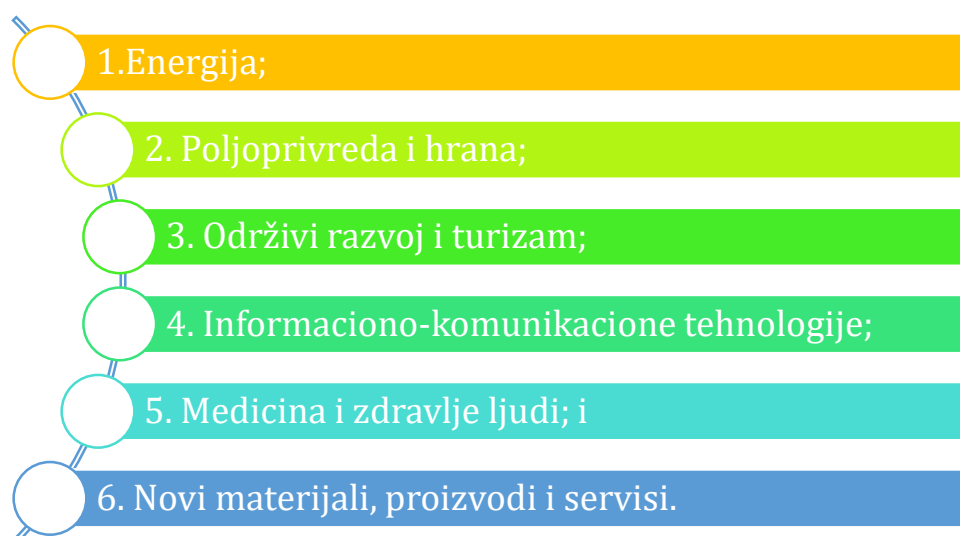 1.Energija;
2. Poljoprivreda i hrana;
3. Održivi razvoj i turizam;
4. Informaciono-komunikacione tehnologije;
5. Medicina i zdravlje ljudi; i
6. Novi materijali, proizvodi i servisi.